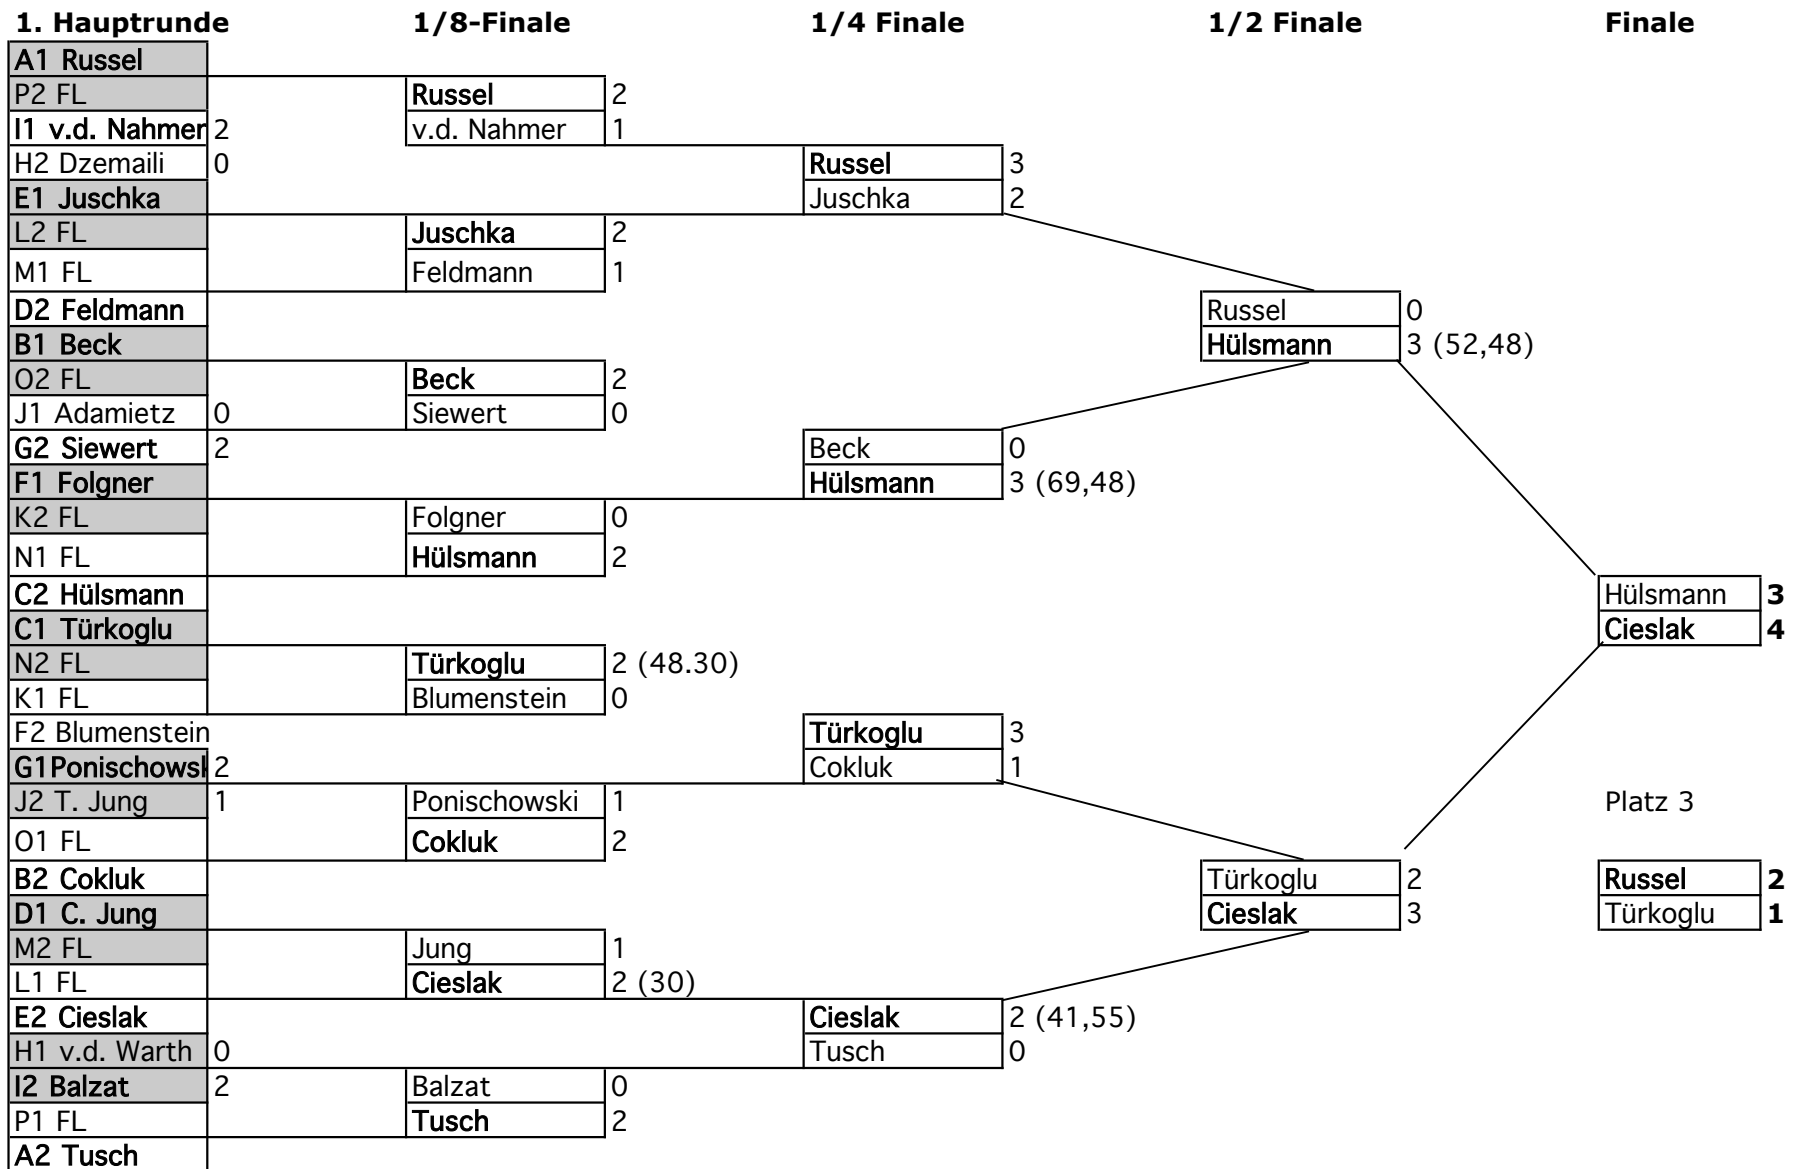 1. Hauptrunde 1/8-Finale 1/4 Finale 1/2 Finale Finale
A1 Russel
P2 FL Russel 2
I1 v.d. Nahmer 2 v.d. Nahmer 1
H2 Dzemaili 0 Russel 3
E1 Juschka Juschka 2
L2 FL Juschka 2
M1 FL Feldmann 1
D2 Feldmann Russel 0
B1 Beck Hülsmann 3 (52,48)
O2 FL Beck 2
J1 Adamietz 0 Siewert 0
G2 Siewert 2 Beck 0
F1 Folgner Hülsmann 3 (69,48)
K2 FL Folgner 0
N1 FL Hülsmann 2
C2 Hülsmann Hülsmann 3
C1 Türkoglu Cieslak 4
N2 FL Türkoglu 2 (48.30)
K1 FL Blumenstein 0
F2 Blumenstein Türkoglu 3
G1Ponischowsl 2 Cokluk 1
J2 T. Jung 1 Ponischowski 1 Platz 3
O1 FL Cokluk 2
B2 Cokluk Türkoglu 2 Russel 2
D1 C. Jung Cieslak 3 Türkoglu 1
M2 FL Jung 1
L1 FL Cieslak 2 (30)
E2 Cieslak Cieslak 2 (41,55)
H1 v.d. Warth 0 Tusch 0
I2 Balzat 2 Balzat 0
P1 FL Tusch 2
A2 Tusch